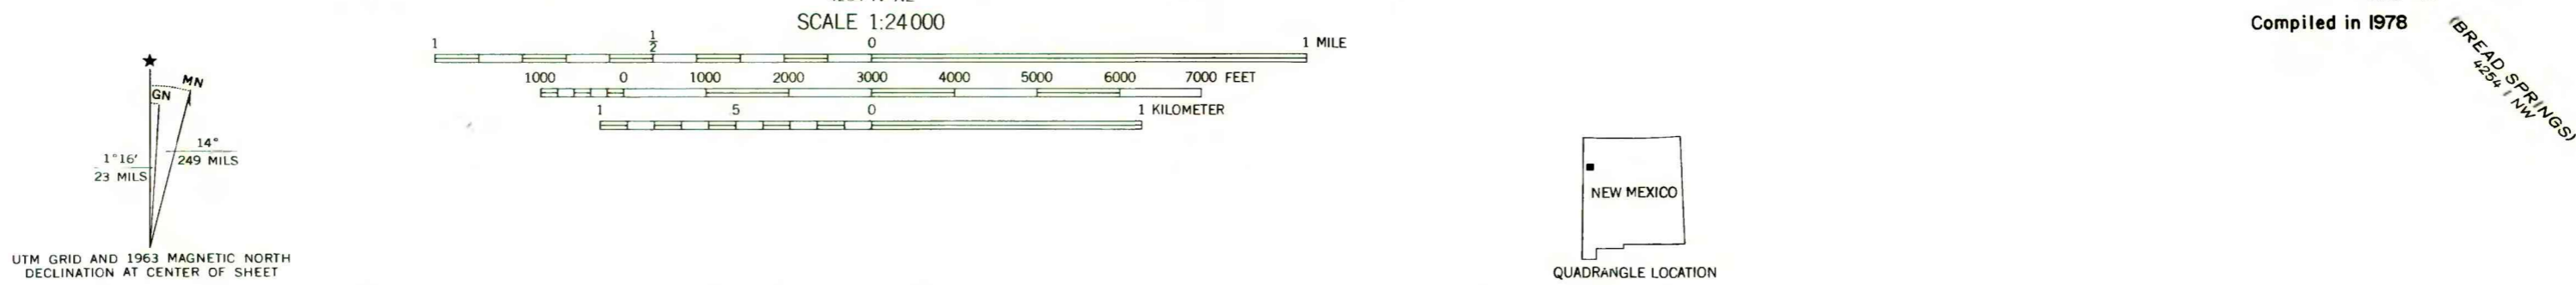 SCALE 1:24000
1 1/2 0 1 MILE
1000 0 1000 2000 3000 4000 5000 6000 7000 FEET
1 .5 0 1 KILOMETER
★
MN
GN
14°
249 MILS
1°16'
23 MILS
UTM GRID AND 1963 MAGNETIC NORTH
DECLINATION AT CENTER OF SHEET
NEW MEXICO
QUADRANGLE LOCATION
Compiled in 1978
(BREAD SPRINGS)
4254 I NW